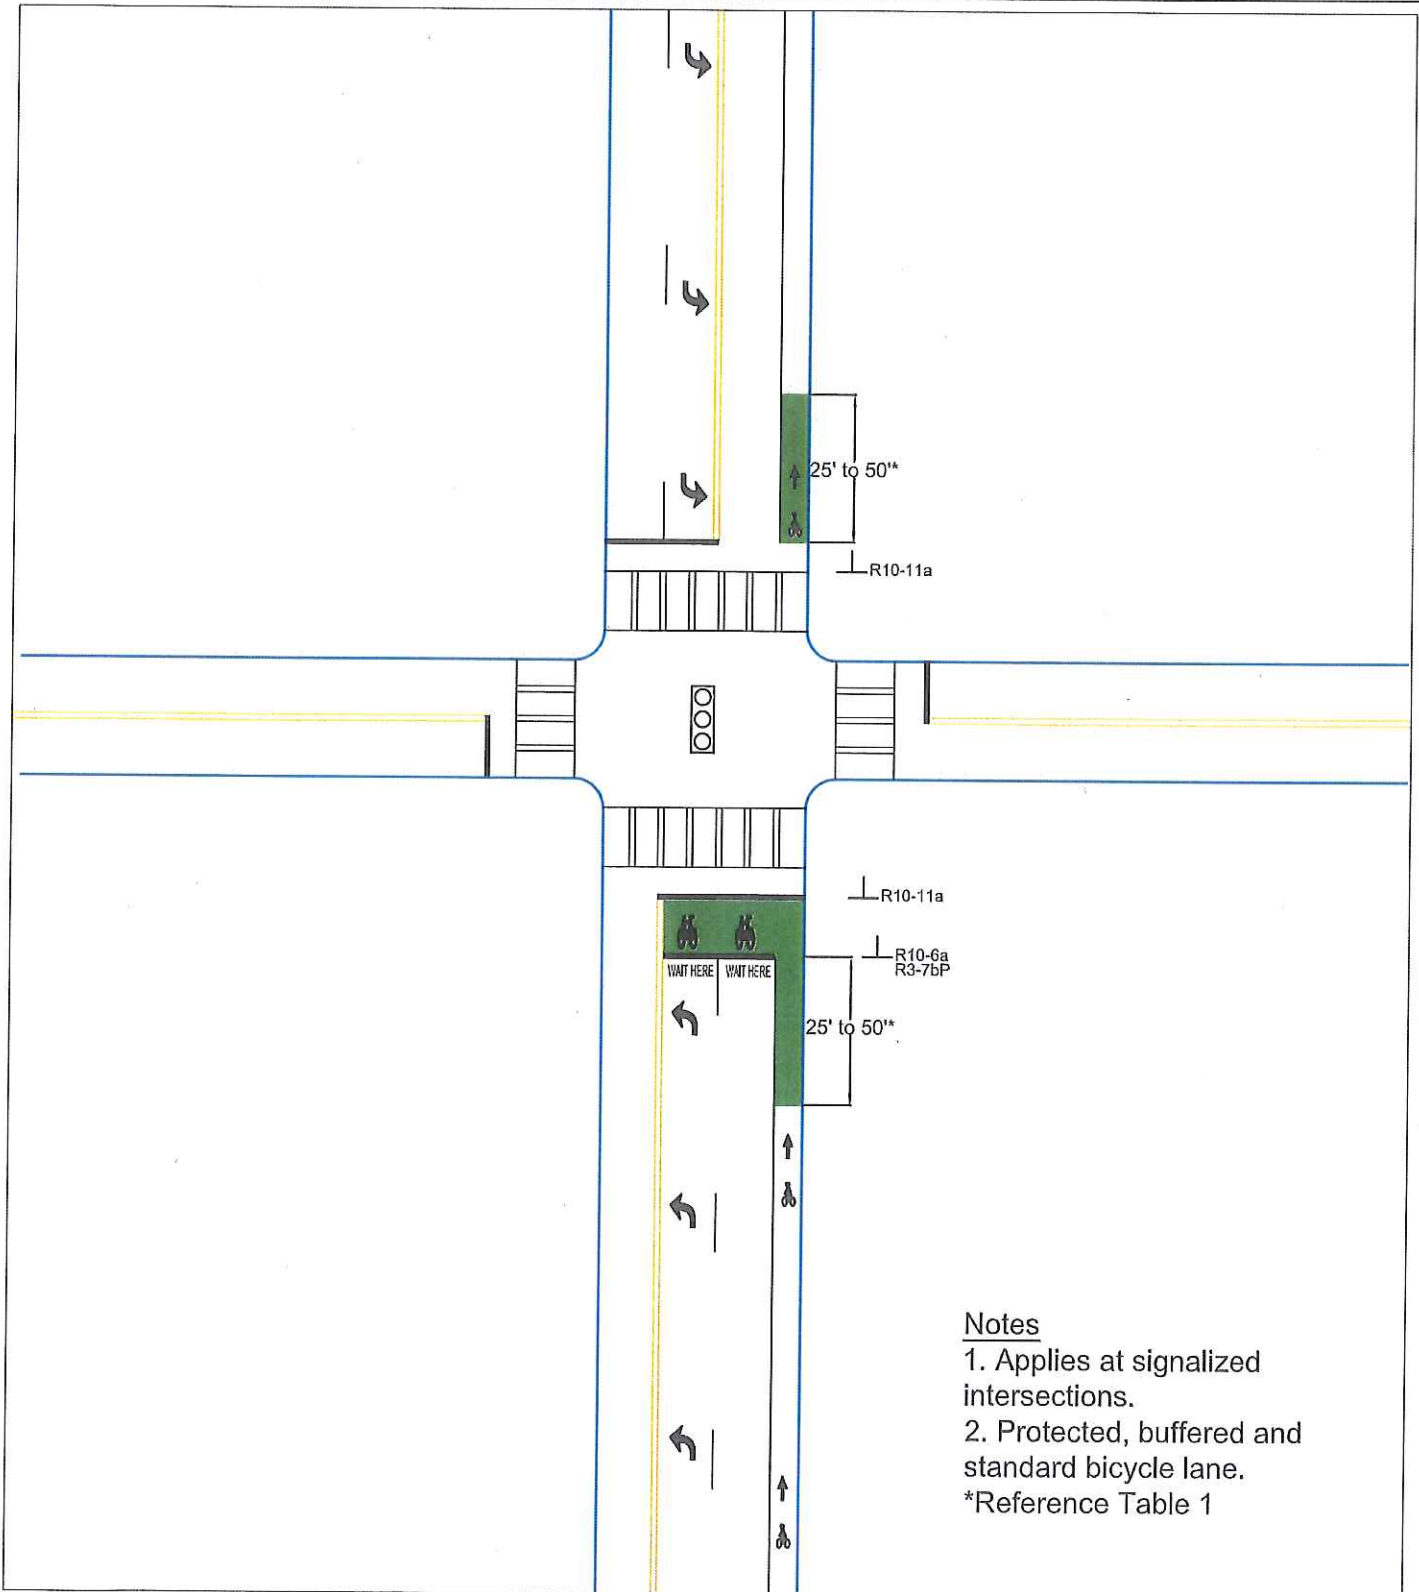 25' to 50'*
R10-11a
R10-11a
R10-6a
R3-7bP
WAIT HERE WAIT HERE
25' to 50'*
Notes
1. Applies at signalized
intersections.
2. Protected, buffered and
standard bicycle lane.
*Reference Table 1